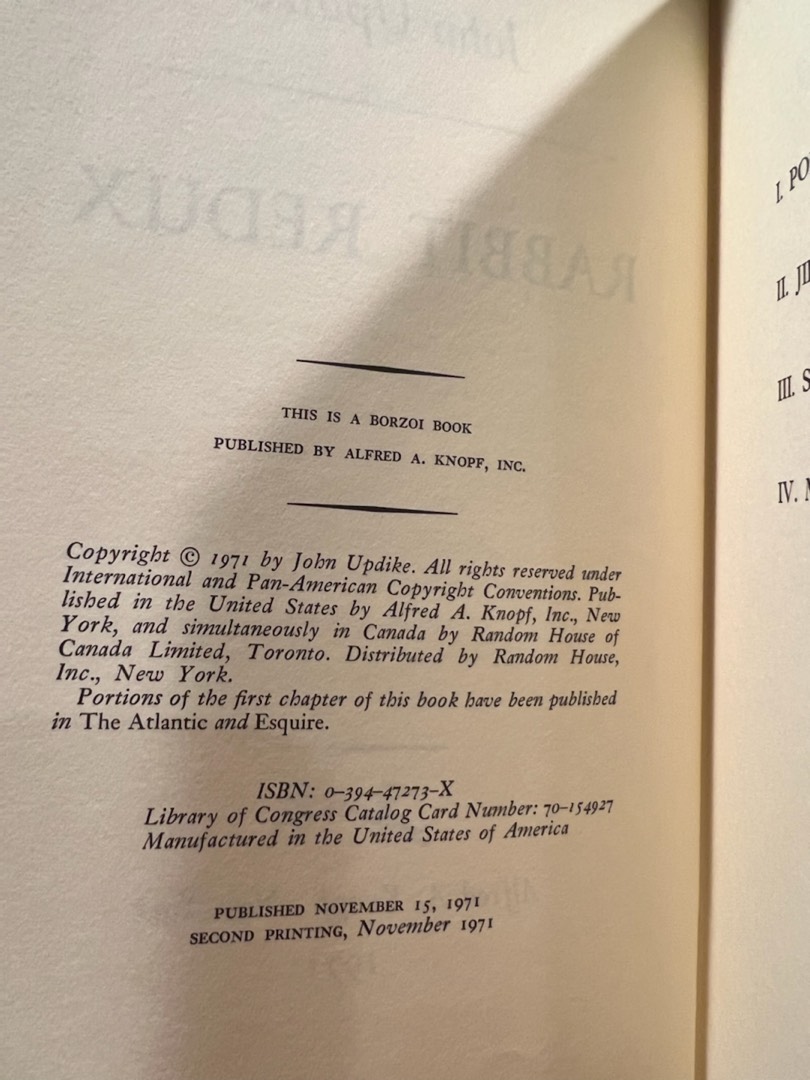 RABBIT REDUX
THIS IS A BORZOI BOOK
PUBLISHED BY ALFRED A. KNOPF, INC.
Copyright © 1971 by John Updike. All rights reserved under
International and Pan-American Copyright Conventions. Pub-
lished in the United States by Alfred A. Knopf, Inc., New
York, and simultaneously in Canada by Random House of
Canada Limited, Toronto. Distributed by Random House,
Inc., New York.
Portions of the first chapter of this book have been published
in The Atlantic and Esquire.
ISBN: 0-394-47273-X
Library of Congress Catalog Card Number: 70-154927
Manufactured in the United States of America
PUBLISHED NOVEMBER 15, 1971
SECOND PRINTING, November 1971
I.
II.
III.
IV.